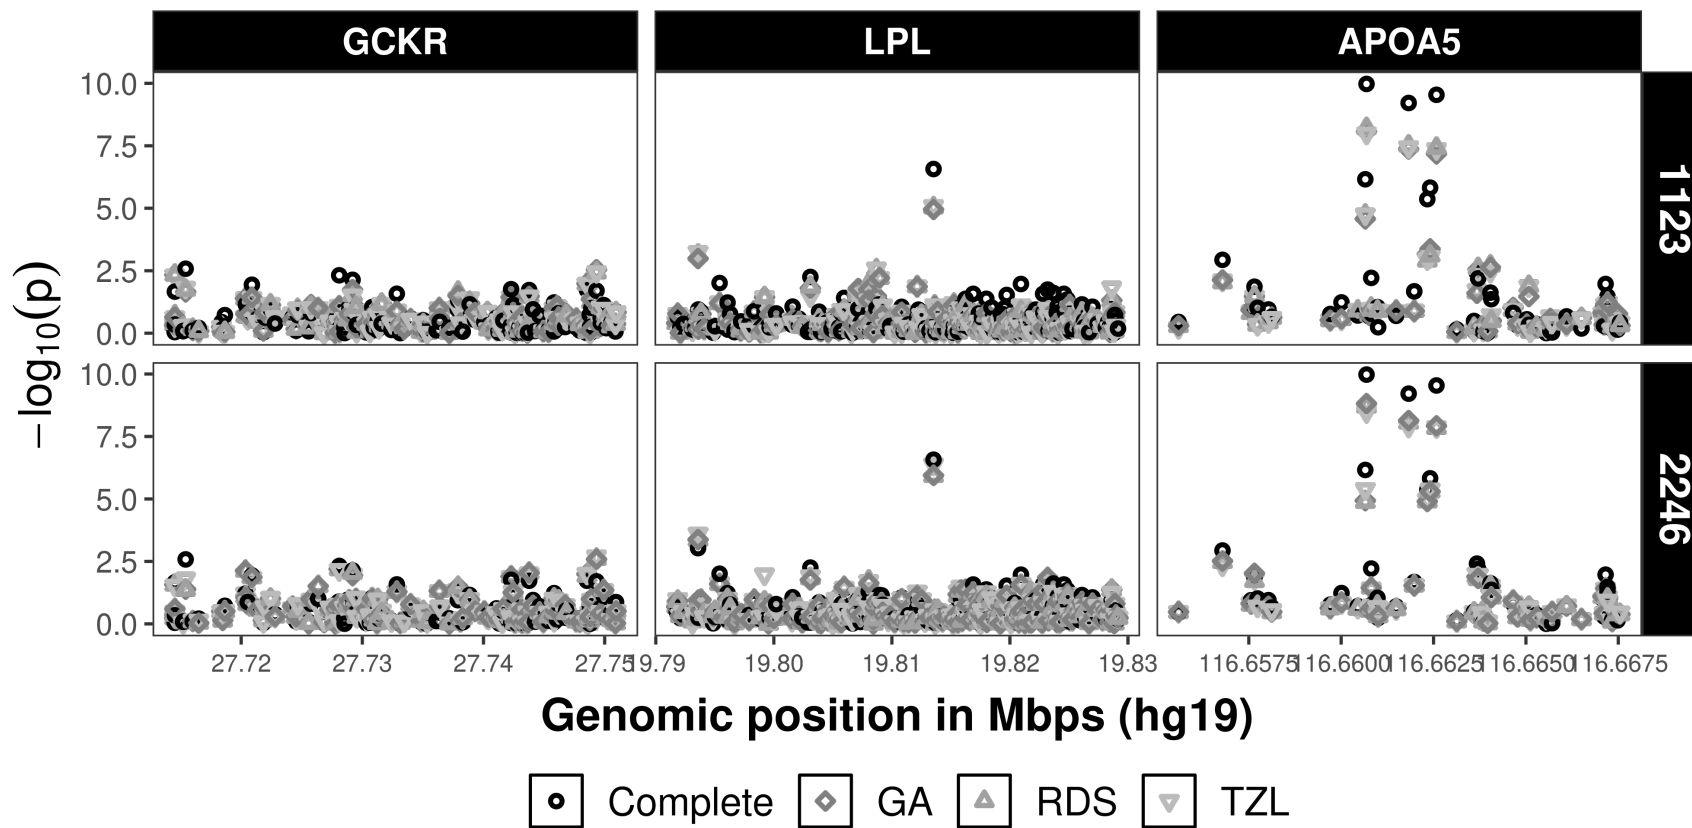 GCKR LPL APOA5
10.0
7.5
5.0
2.5
0.0
1123
10.0
7.5
5.0
2.5
0.0
2246
−log10(p)
27.72 27.73 27.74 27.75 19.79 19.80 19.81 19.82 19.83 116.6575 116.6600 116.6625 116.6650 116.6675
Genomic position in Mbps (hg19)
Complete GA RDS TZL